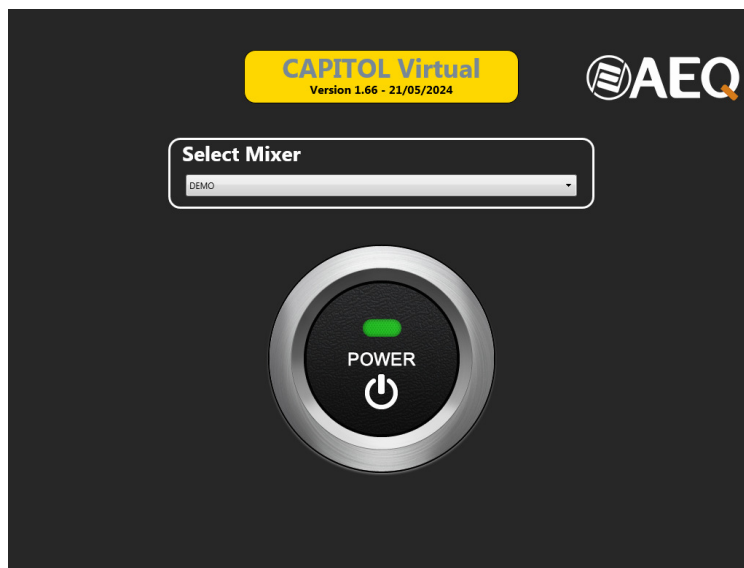 CAPITOL Virtual
Version 1.66 - 21/05/2024
AEQ
Select Mixer
DEMO
POWER